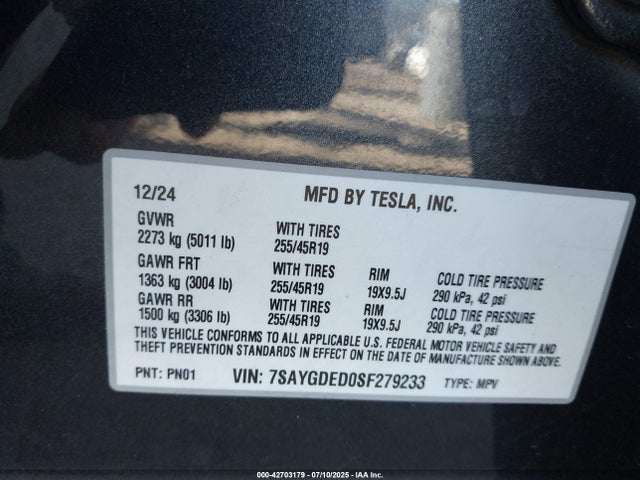 12/24 MFD BY TESLA, INC.
GVWR WITH TIRES
2273 kg (5011 lb) 255/45R19
GAWR FRT WITH TIRES RIM COLD TIRE PRESSURE
1363 kg (3004 lb) 255/45R19 19X9.5J 290 kPa, 42 psi
GAWR RR WITH TIRES RIM COLD TIRE PRESSURE
1500 kg (3306 lb) 255/45R19 19X9.5J 290 kPa, 42 psi
THIS VEHICLE CONFORMS TO ALL APPLICABLE U.S. FEDERAL MOTOR VEHICLE SAFETY AND
THEFT PREVENTION STANDARDS IN EFFECT ON THE DATE OF MANUFACTURE SHOWN ABOVE.
PNT: PN01 VIN: 7SAYGDED0SF279233 TYPE: MPV
000-42703179 - 07/10/2025 - IAA Inc.